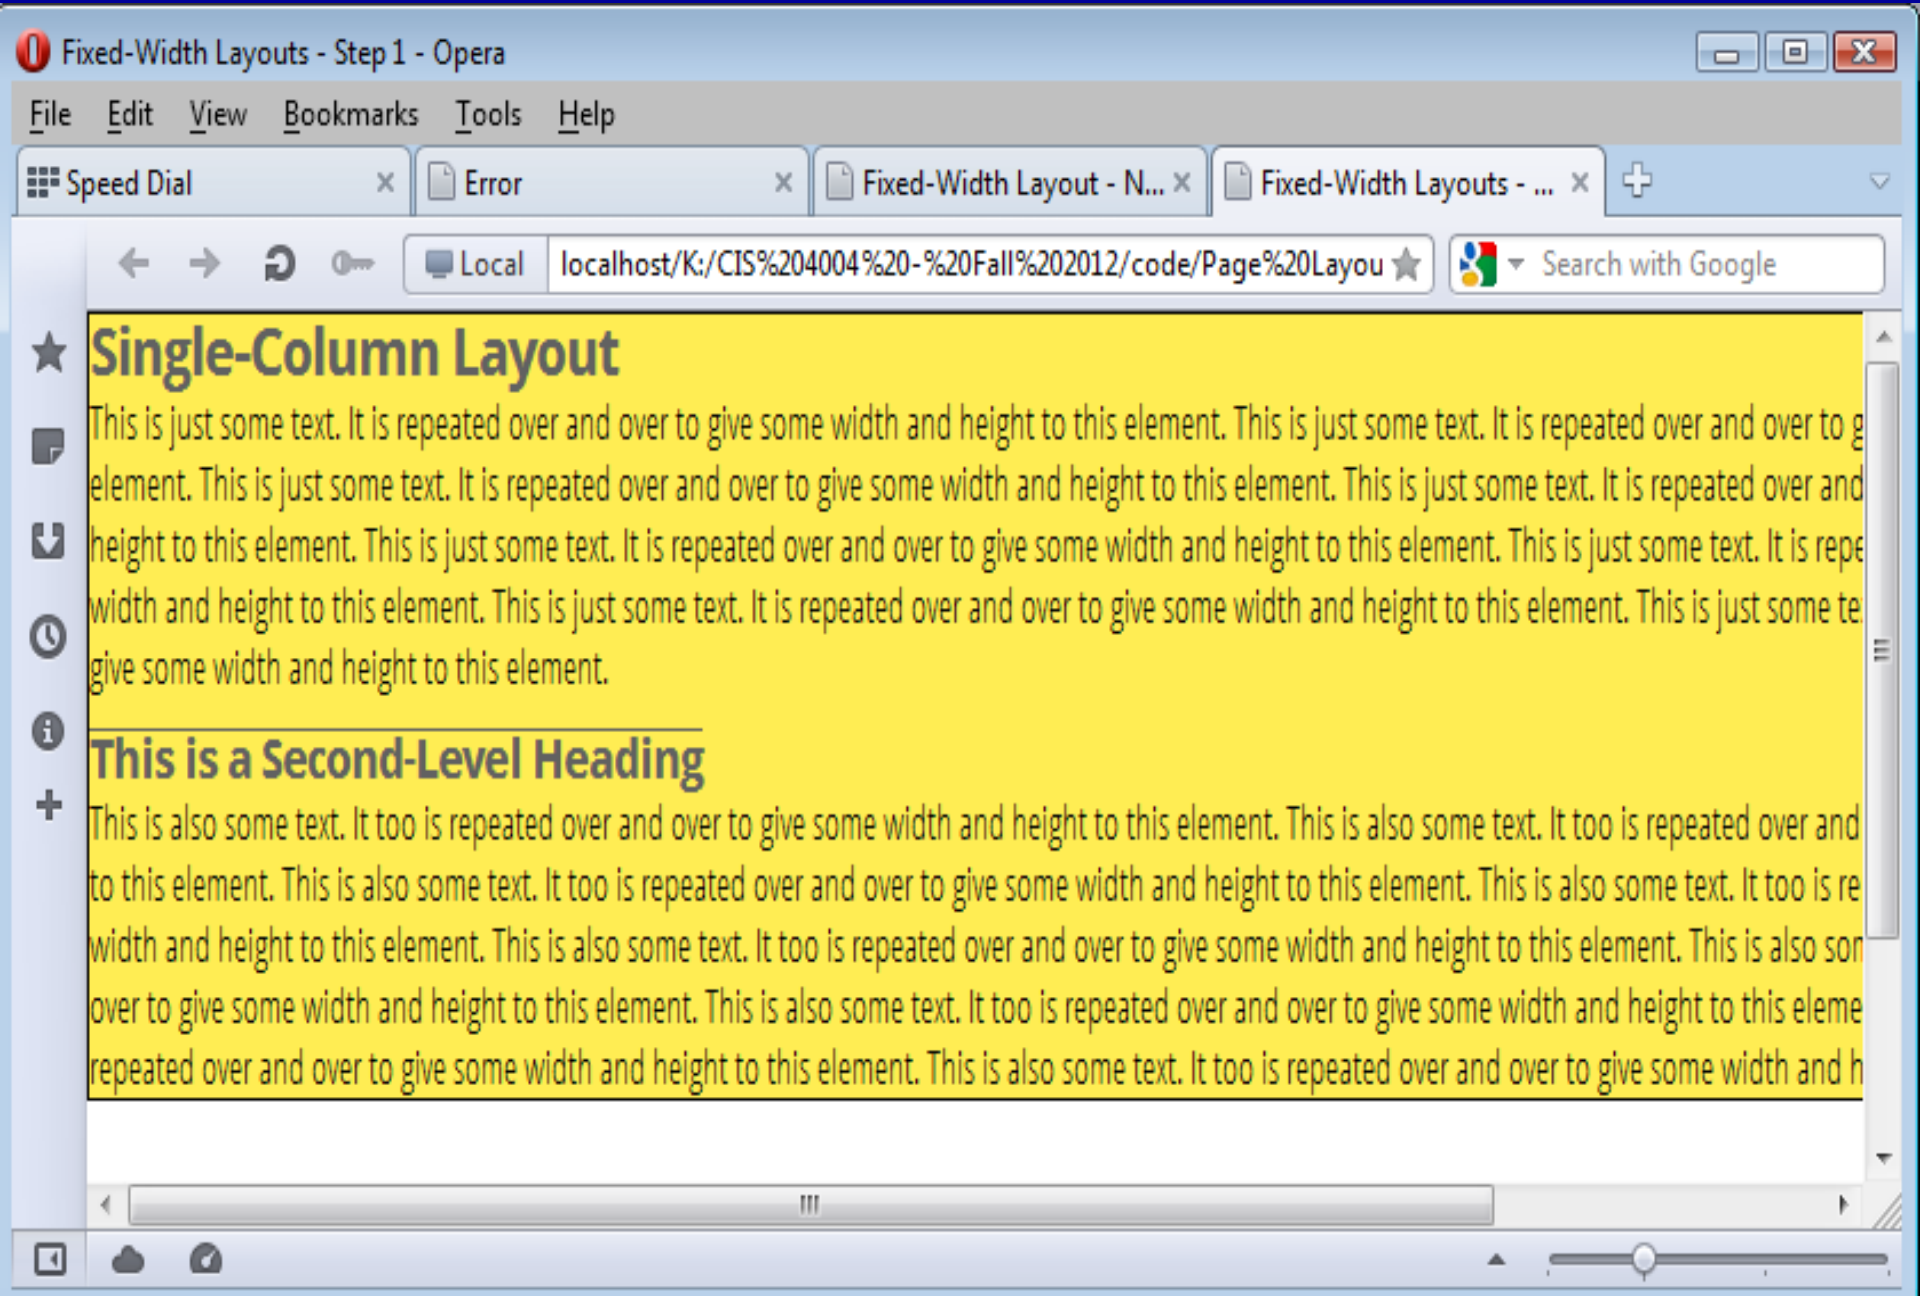 Fixed-Width Layouts - Step 1 - Opera
File Edit View Bookmarks Tools Help
Speed Dial Error Fixed-Width Layout - N... Fixed-Width Layouts - ...
Local localhost/K:/CIS%204004%20-%20Fall%202012/code/Page%20Layou Search with Google
Single-Column Layout
This is just some text. It is repeated over and over to give some width and height to this element. This is just some text. It is repeated over and over to g
element. This is just some text. It is repeated over and over to give some width and height to this element. This is just some text. It is repeated over and
height to this element. This is just some text. It is repeated over and over to give some width and height to this element. This is just some text. It is repe
width and height to this element. This is just some text. It is repeated over and over to give some width and height to this element. This is just some te
give some width and height to this element.
This is a Second-Level Heading
This is also some text. It too is repeated over and over to give some width and height to this element. This is also some text. It too is repeated over and
to this element. This is also some text. It too is repeated over and over to give some width and height to this element. This is also some text. It too is re
width and height to this element. This is also some text. It too is repeated over and over to give some width and height to this element. This is also som
over to give some width and height to this element. This is also some text. It too is repeated over and over to give some width and height to this eleme
repeated over and over to give some width and height to this element. This is also some text. It too is repeated over and over to give some width and h